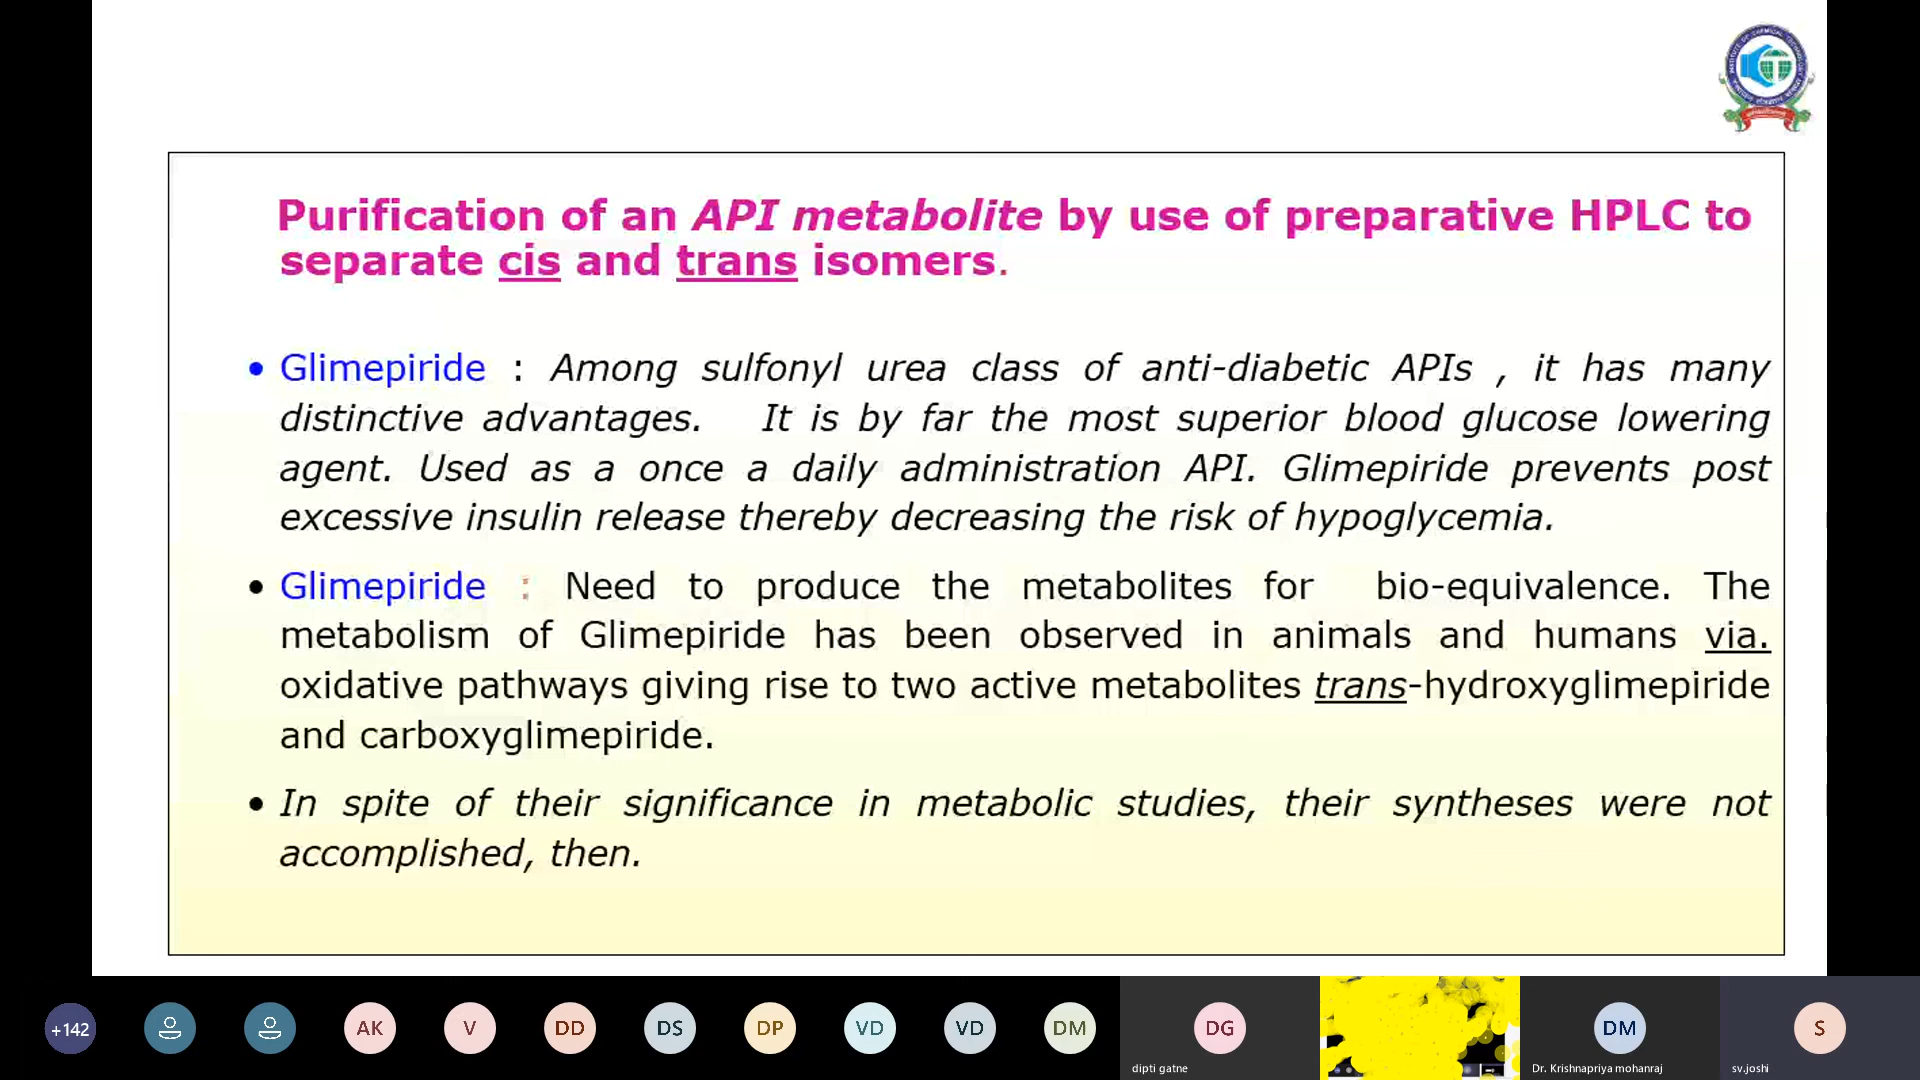 Purification of an API metabolite by use of preparative HPLC to
separate cis and trans isomers.
• Glimepiride : Among sulfonyl urea class of anti-diabetic APIs , it has many
distinctive advantages. It is by far the most superior blood glucose lowering
agent. Used as a once a daily administration API. Glimepiride prevents post
excessive insulin release thereby decreasing the risk of hypoglycemia.
• Glimepiride : Need to produce the metabolites for bio-equivalence. The
metabolism of Glimepiride has been observed in animals and humans via.
oxidative pathways giving rise to two active metabolites trans-hydroxyglimepiride
and carboxyglimepiride.
• In spite of their significance in metabolic studies, their syntheses were not
accomplished, then.
+142 AK V DD DS DP VD VD DM DG DM S
dipti gatne Dr. Krishnapriya mohanraj sv.joshi